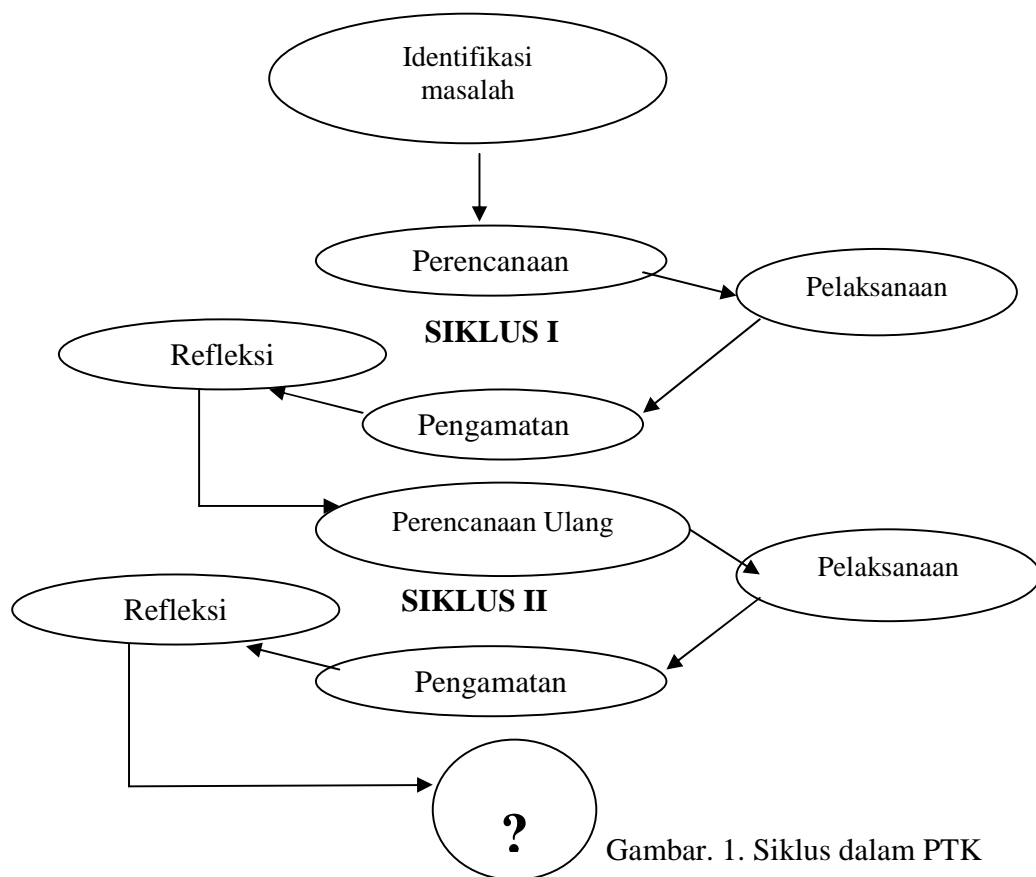 Identifikasi
masalah
Perencanaan
Pelaksanaan
SIKLUS I
Refleksi
Pengamatan
Perencanaan Ulang
Pelaksanaan
SIKLUS II
Refleksi
Pengamatan
?
Gambar. 1. Siklus dalam PTK